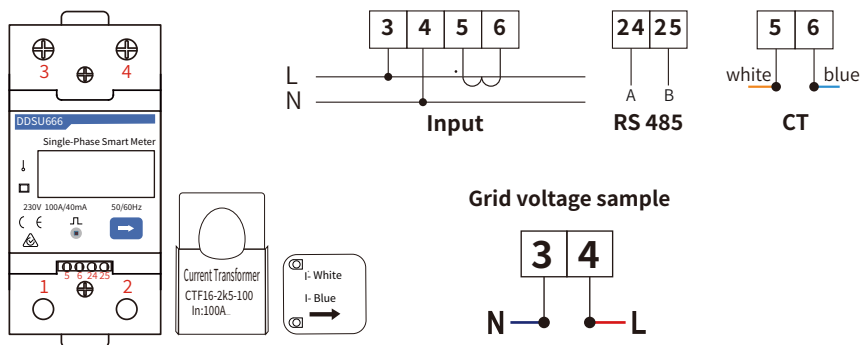 3 4
DDSU666
Single-Phase Smart Meter
230V 100A/40mA 50/60Hz
CE
5 6 24 25
1 2
Current Transformer
CTF16-2k5-100
In:100A
I: White
I- Blue
3 4 5 6
L
N
Input
24 25
A B
RS 485
5 6
white blue
CT
Grid voltage sample
3 4
N L